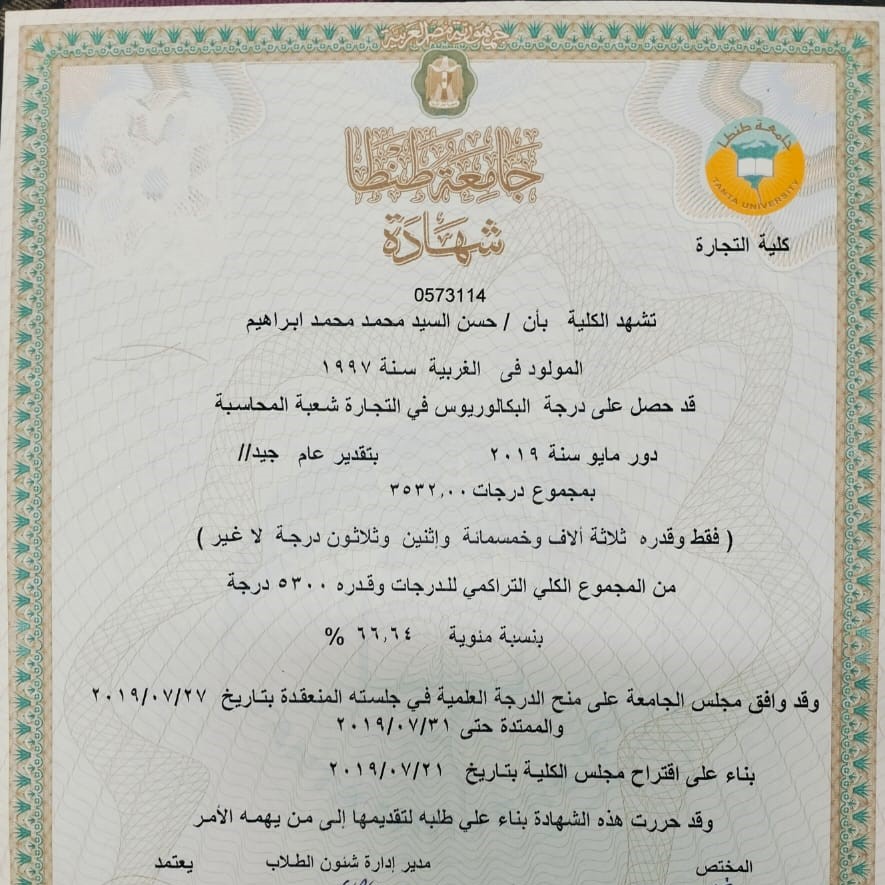 جمهورية مصر العربية
جامعة طنطا
جامعة طنطا
TANTA UNIVERSITY
شهادة
كلية التجارة
0573114
تشهد الكلية بأن / حسن السيد محمد محمد ابراهيم
المولود فى الغربية سنة ١٩٩٧
قد حصل على درجة البكالوريوس في التجارة شعبة المحاسبة
دور مايو سنة ٢٠١٩ بتقدير عام جيد//
بمجموع درجات ٣٥٣٢,٠٠
( فقط وقدره ثلاثة ألاف وخمسمائة واثنين وثلاثون درجة لا غير )
من المجموع الكلي التراكمي للدرجات وقدره ٥٣٠٠ درجة
بنسبة مئوية ٦٦,٦٤ %
وقد وافق مجلس الجامعة على منح الدرجة العلمية في جلسته المنعقدة بتاريخ ٢٠١٩/٠٧/٢٧
والممتدة حتى ٢٠١٩/٠٧/٣١
بناء على اقتراح مجلس الكلية بتاريخ ٢٠١٩/٠٧/٢١
وقد حررت هذه الشهادة بناء علي طلبه لتقديمها إلى من يهمه الأمر
المختص مدير إدارة شئون الطلاب يعتمد